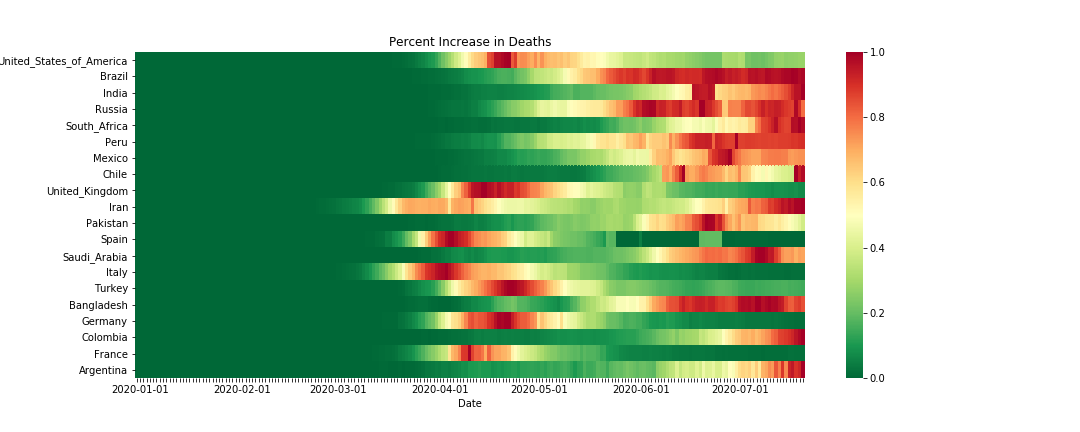 Percent Increase in Deaths
United_States_of_America
Brazil
India
Russia
South_Africa
Peru
Mexico
Chile
United_Kingdom
Iran
Pakistan
Spain
Saudi_Arabia
Italy
Turkey
Bangladesh
Germany
Colombia
France
Argentina
2020-01-01 2020-02-01 2020-03-01 2020-04-01 2020-05-01 2020-06-01 2020-07-01
Date
1.0
0.8
0.6
0.4
0.2
0.0